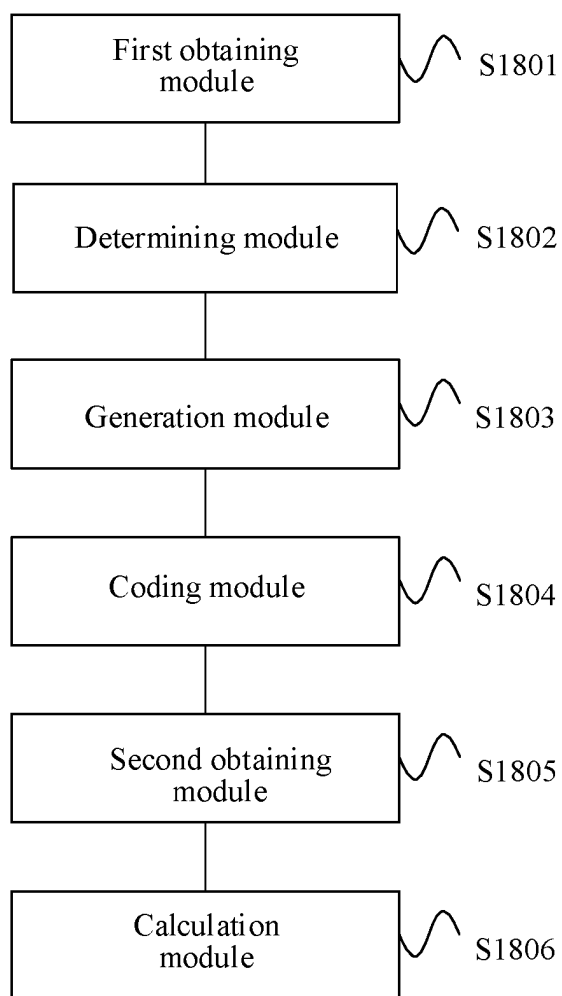 First obtaining
module
S1801
Determining module
S1802
Generation module
S1803
Coding module
S1804
Second obtaining
module
S1805
Calculation
module
S1806